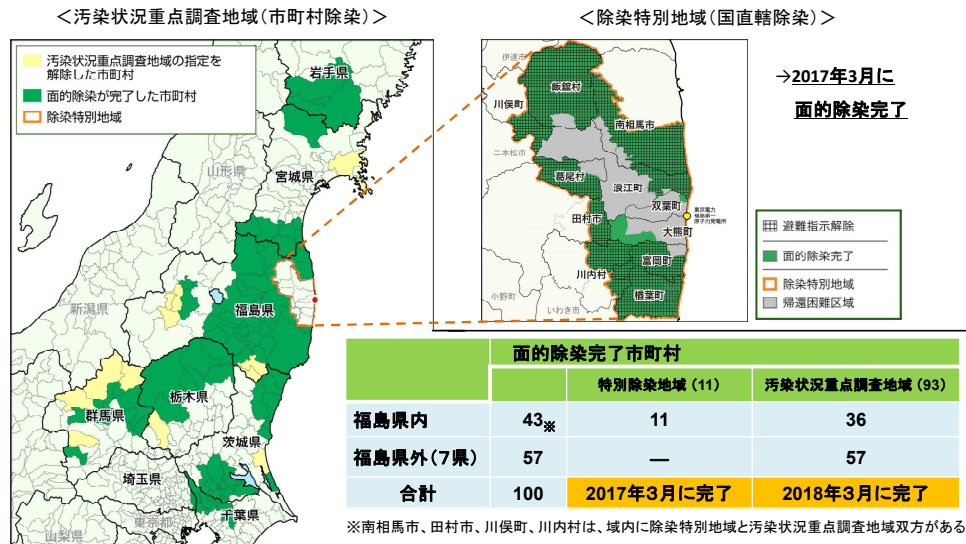 ＜汚染状況重点調査地域（市町村除染）＞
汚染状況重点調査地域の指定を
解除した市町村
面的除染が完了した市町村
除染特別地域
岩手県
山形県
宮城県
新潟県
福島県
栃木県
群馬県
茨城県
埼玉県
東京都
千葉県
山梨県
＜除染特別地域（国直轄除染）＞
伊達市
飯舘村
川俣町
南相馬市
二本松市
葛尾村
浪江町
双葉町
東京電力
福島第一
原子力発電所
田村市
大熊町
富岡町
川内村
楢葉町
小野町
いわき市
→2017年3月に
面的除染完了
避難指示解除
面的除染完了
除染特別地域
帰還困難区域
面的除染完了市町村
特別除染地域（11） 汚染状況重点調査地域（93）
福島県内 43※ 11 36
福島県外（7県） 57 ― 57
合計 100 2017年３月に完了 2018年３月に完了
※南相馬市、田村市、川俣町、川内村は、域内に除染特別地域と汚染状況重点調査地域双方がある